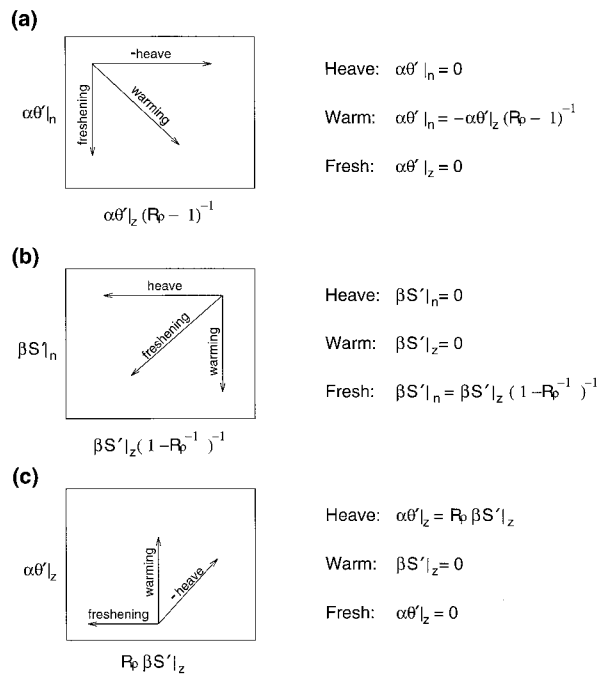 (a)
-heave
warming
freshening
αθ′|n
αθ′|z (Rρ − 1)⁻¹
Heave: αθ′|n = 0
Warm: αθ′|n = −αθ′|z (Rρ − 1)⁻¹
Fresh: αθ′|z = 0
(b)
heave
freshening
warming
βS′|n
βS′|z (1 − Rρ⁻¹)⁻¹
Heave: βS′|n = 0
Warm: βS′|z = 0
Fresh: βS′|n = βS′|z (1 − Rρ⁻¹)⁻¹
(c)
warming
-heave
freshening
αθ′|z
Rρ βS′|z
Heave: αθ′|z = Rρ βS′|z
Warm: βS′|z = 0
Fresh: αθ′|z = 0